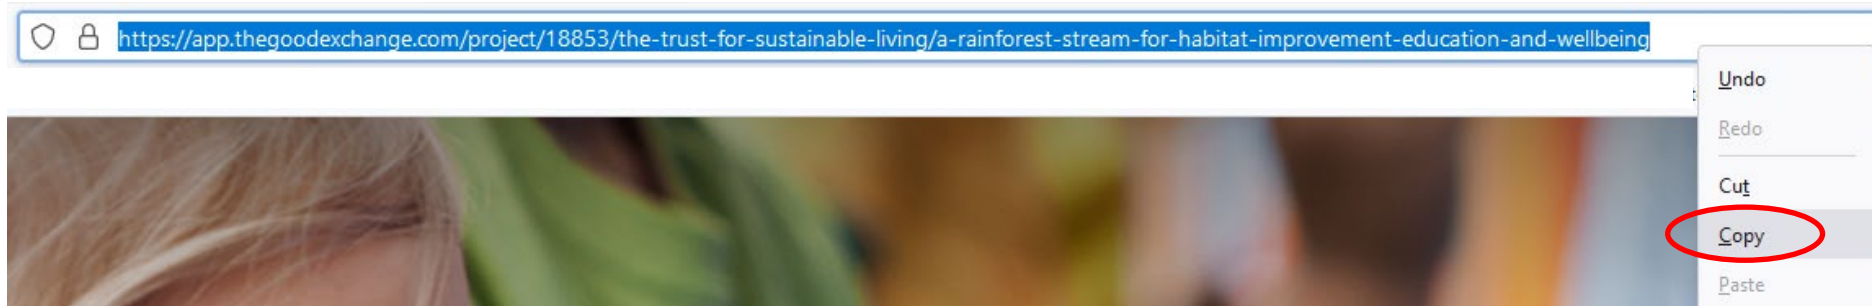 https://app.thegoodexchange.com/project/18853/the-trust-for-sustainable-living/a-rainforest-stream-for-habitat-improvement-education-and-wellbeing
Undo
Redo
Cut
Copy
Paste